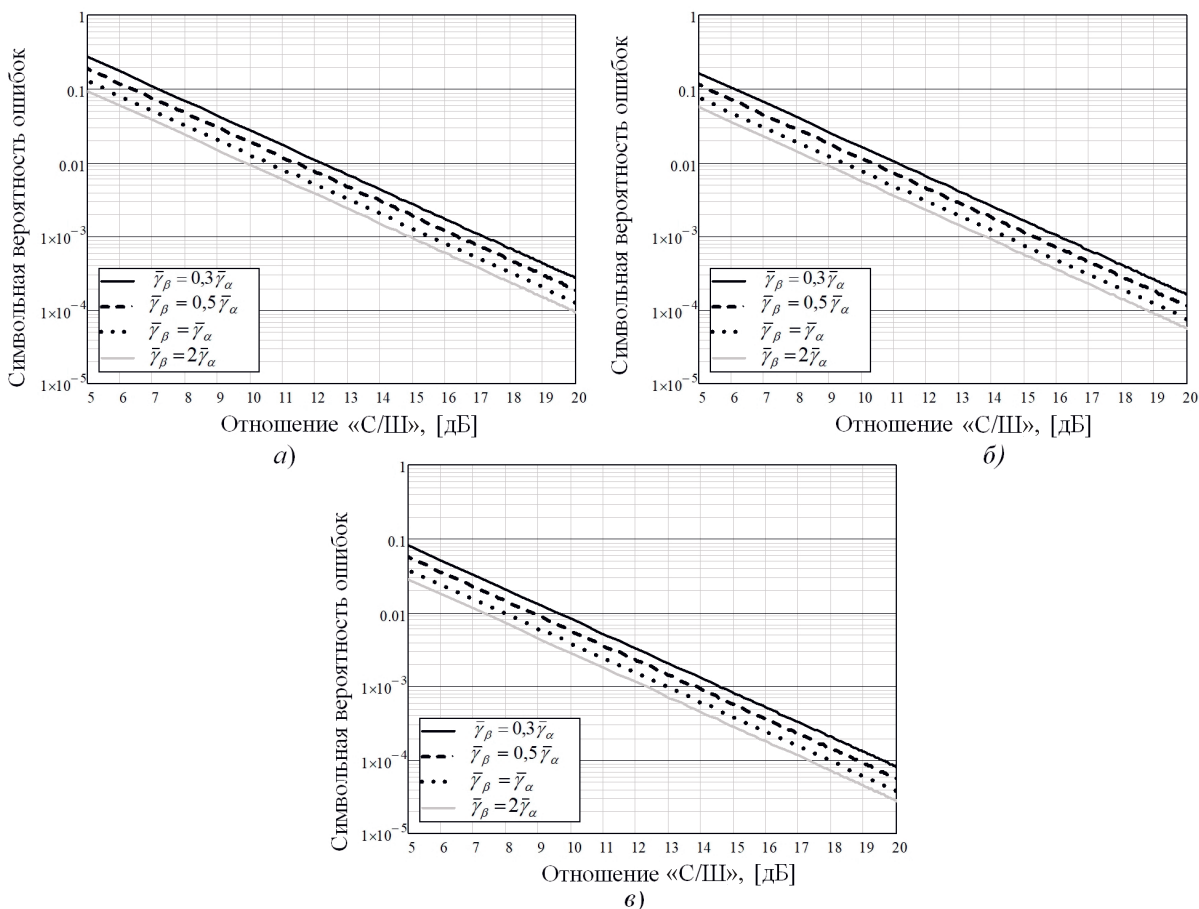 Символьная вероятность ошибок
1
0.1
0.01
1×10⁻³
1×10⁻⁴
1×10⁻⁵
γ̅β = 0,3γ̅α
γ̅β = 0,5γ̅α
γ̅β = γ̅α
γ̅β = 2γ̅α
5 6 7 8 9 10 11 12 13 14 15 16 17 18 19 20
Отношение «С/Ш», [дБ]
а)
Символьная вероятность ошибок
1
0.1
0.01
1×10⁻³
1×10⁻⁴
1×10⁻⁵
γ̅β = 0,3γ̅α
γ̅β = 0,5γ̅α
γ̅β = γ̅α
γ̅β = 2γ̅α
5 6 7 8 9 10 11 12 13 14 15 16 17 18 19 20
Отношение «С/Ш», [дБ]
б)
Символьная вероятность ошибок
1
0.1
0.01
1×10⁻³
1×10⁻⁴
1×10⁻⁵
γ̅β = 0,3γ̅α
γ̅β = 0,5γ̅α
γ̅β = γ̅α
γ̅β = 2γ̅α
5 6 7 8 9 10 11 12 13 14 15 16 17 18 19 20
Отношение «С/Ш», [дБ]
в)